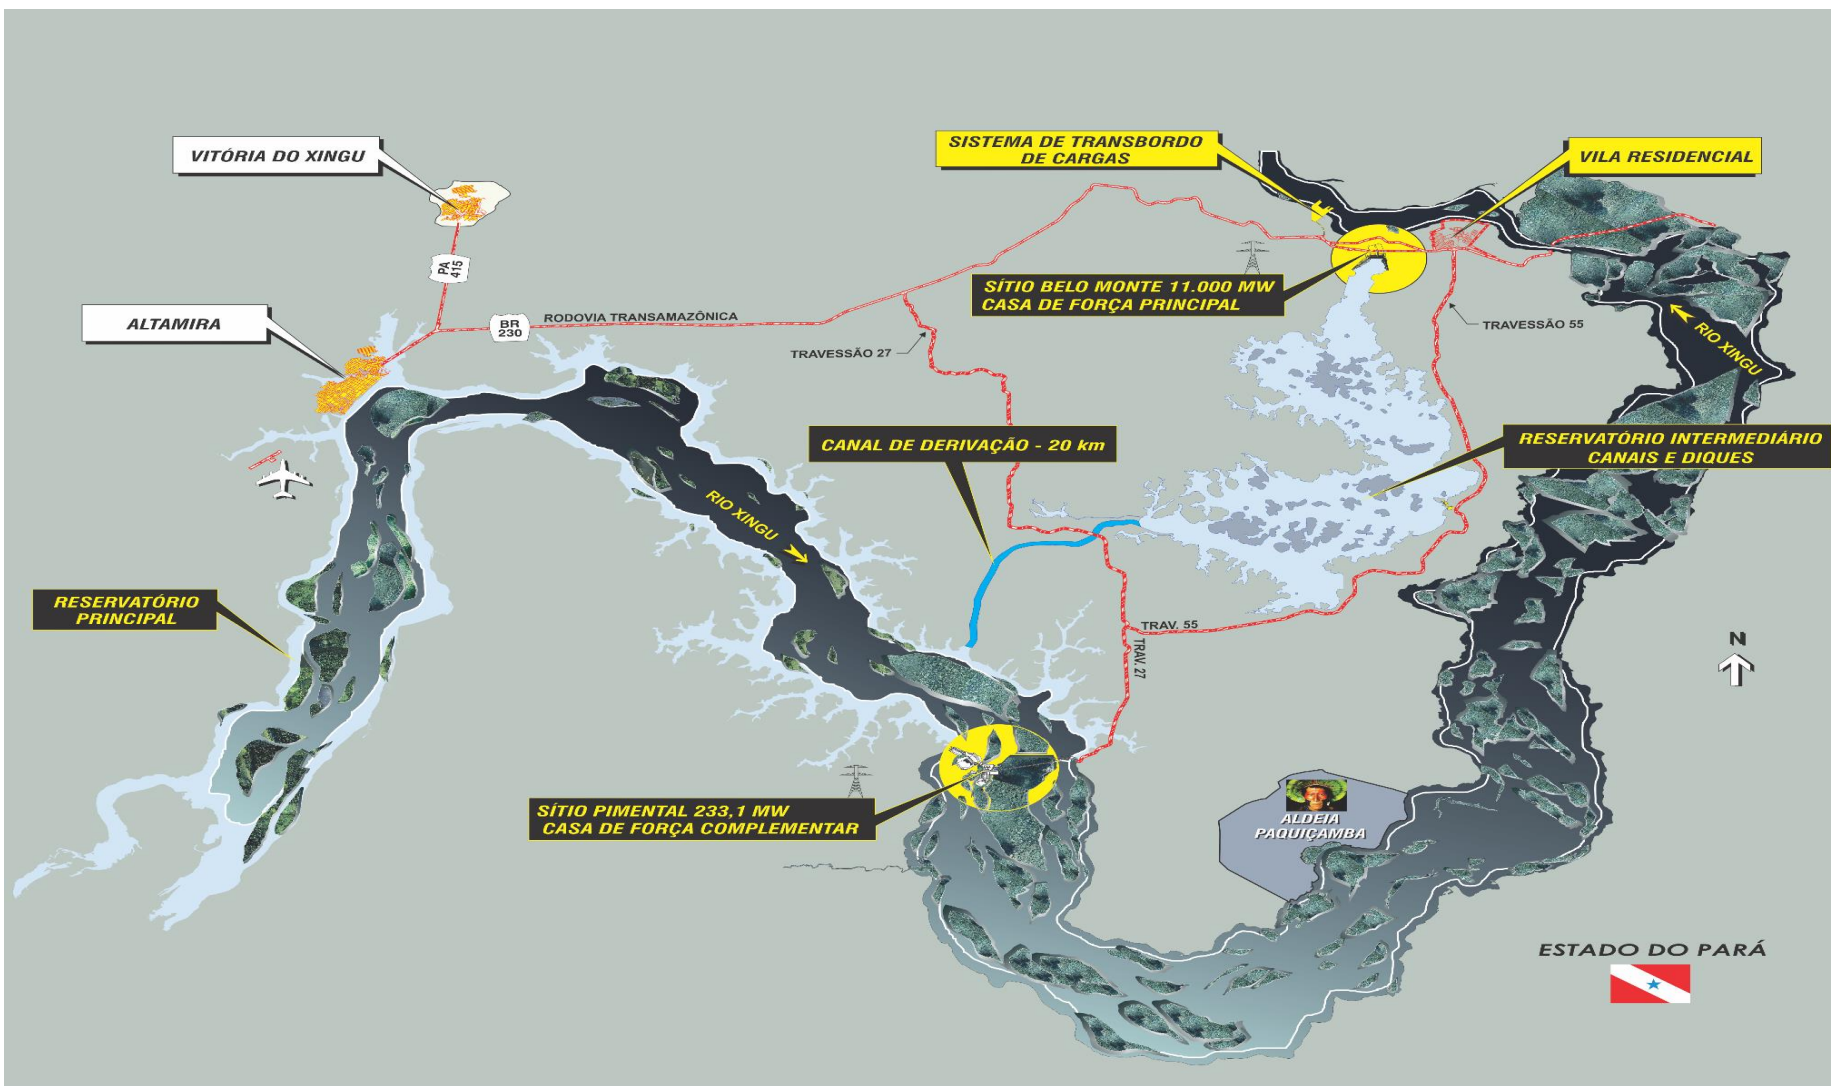 SISTEMA DE TRANSBORDO
DE CARGAS
VITÓRIA DO XINGU
VILA RESIDENCIAL
PA
415
SÍTIO BELO MONTE 11.000 MW
CASA DE FORÇA PRINCIPAL
ALTAMIRA
BR
230
RODOVIA TRANSAMAZÔNICA
TRAVESSÃO 55
RIO XINGU
TRAVESSÃO 27
CANAL DE DERIVAÇÃO - 20 km
RESERVATÓRIO INTERMEDIÁRIO
CANAIS E DIQUES
RIO XINGU
RESERVATÓRIO
PRINCIPAL
TRAV. 55
TRAV. 27
N
SÍTIO PIMENTAL 233,1 MW
CASA DE FORÇA COMPLEMENTAR
ALDEIA
PAQUIÇAMBA
ESTADO DO PARÁ